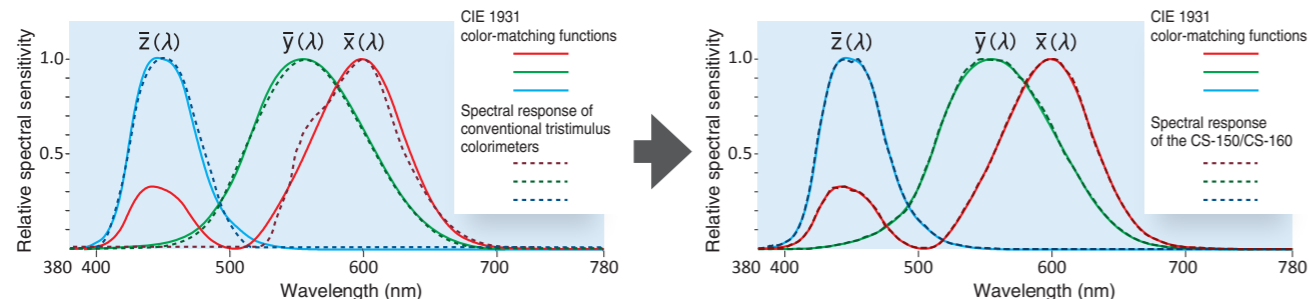 Relative spectral sensitivity
1.0
0.5
z̄(λ)
ȳ(λ)
x̄(λ)
CIE 1931
color-matching functions
Spectral response of
conventional tristimulus
colorimeters
380 400 500 600 700 780
Wavelength (nm)
Relative spectral sensitivity
1.0
0.5
z̄(λ)
ȳ(λ)
x̄(λ)
CIE 1931
color-matching functions
Spectral response
of the CS-150/CS-160
380 400 500 600 700 780
Wavelength (nm)